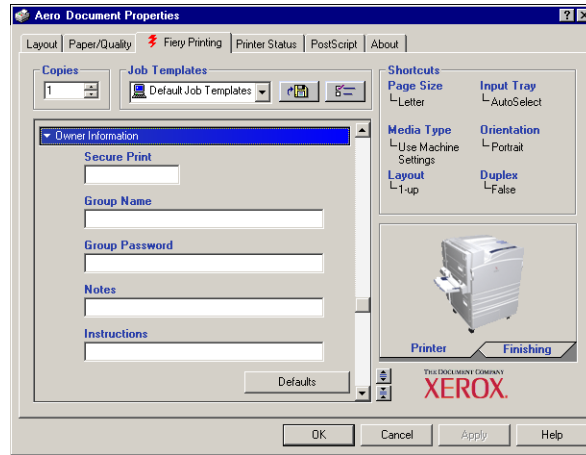 Aero Document Properties
Layout
Paper/Quality
Fiery Printing
Printer Status
PostScript
About
Copies
1
Job Templates
Default Job Templates
Owner Information
Secure Print
Group Name
Group Password
Notes
Instructions
Defaults
Shortcuts
Page Size
Letter
Input Tray
AutoSelect
Media Type
Use Machine
Settings
Orientation
Portrait
Layout
1-up
Duplex
False
Printer
Finishing
THE DOCUMENT COMPANY
XEROX.
OK
Cancel
Apply
Help